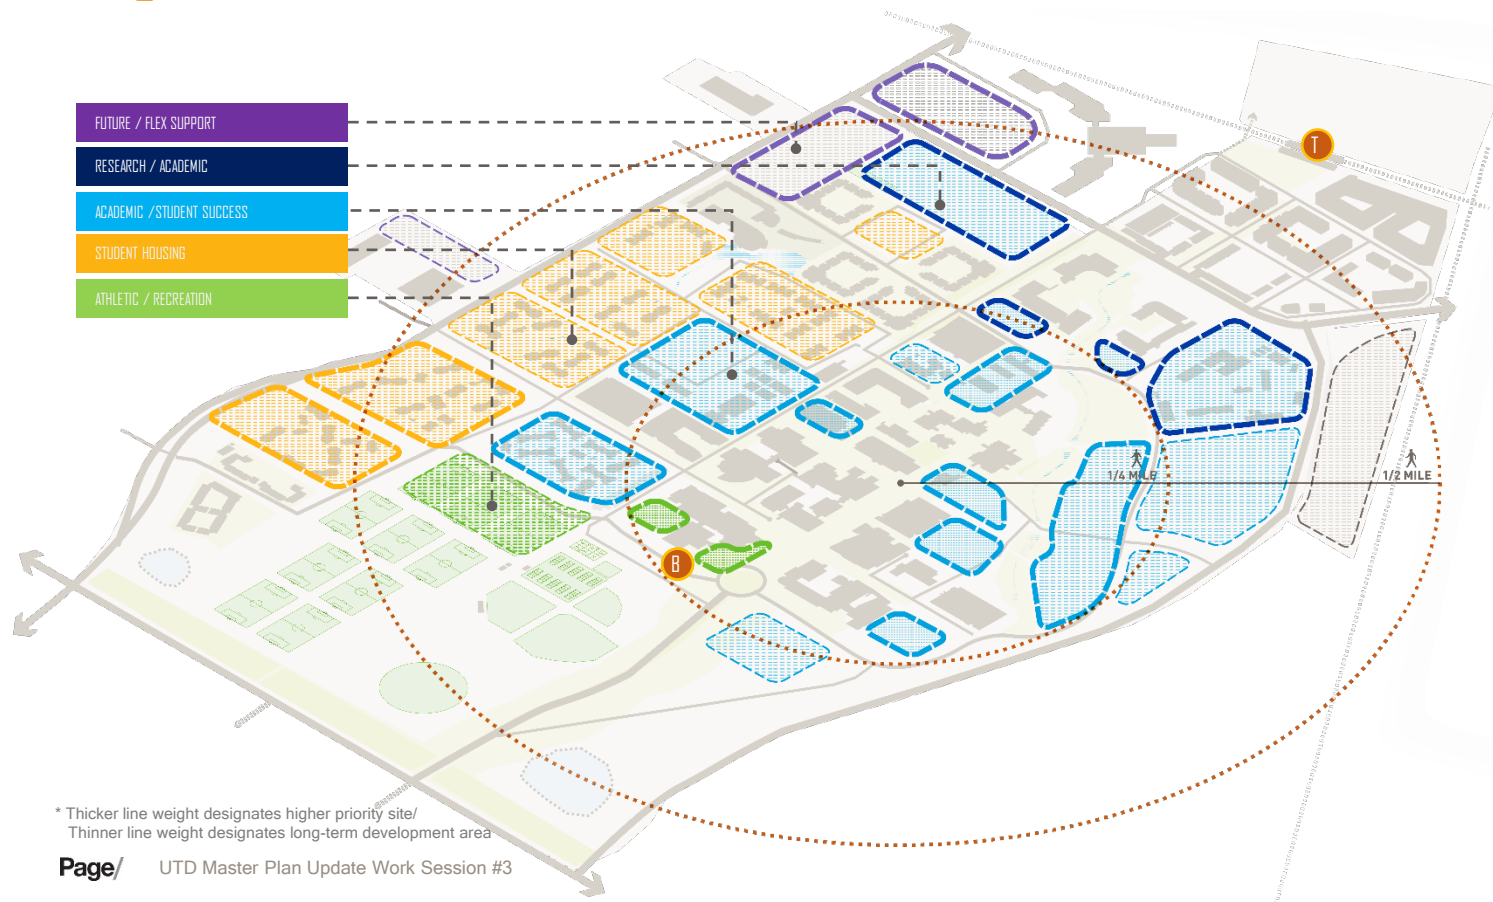 FUTURE / FLEX SUPPORT
RESEARCH / ACADEMIC
ACADEMIC /STUDENT SUCCESS
STUDENT HOUSING
ATHLETIC / RECREATION
T
1/4 MILE
1/2 MILE
B
* Thicker line weight designates higher priority site/
Thinner line weight designates long-term development area
Page/
UTD Master Plan Update Work Session #3